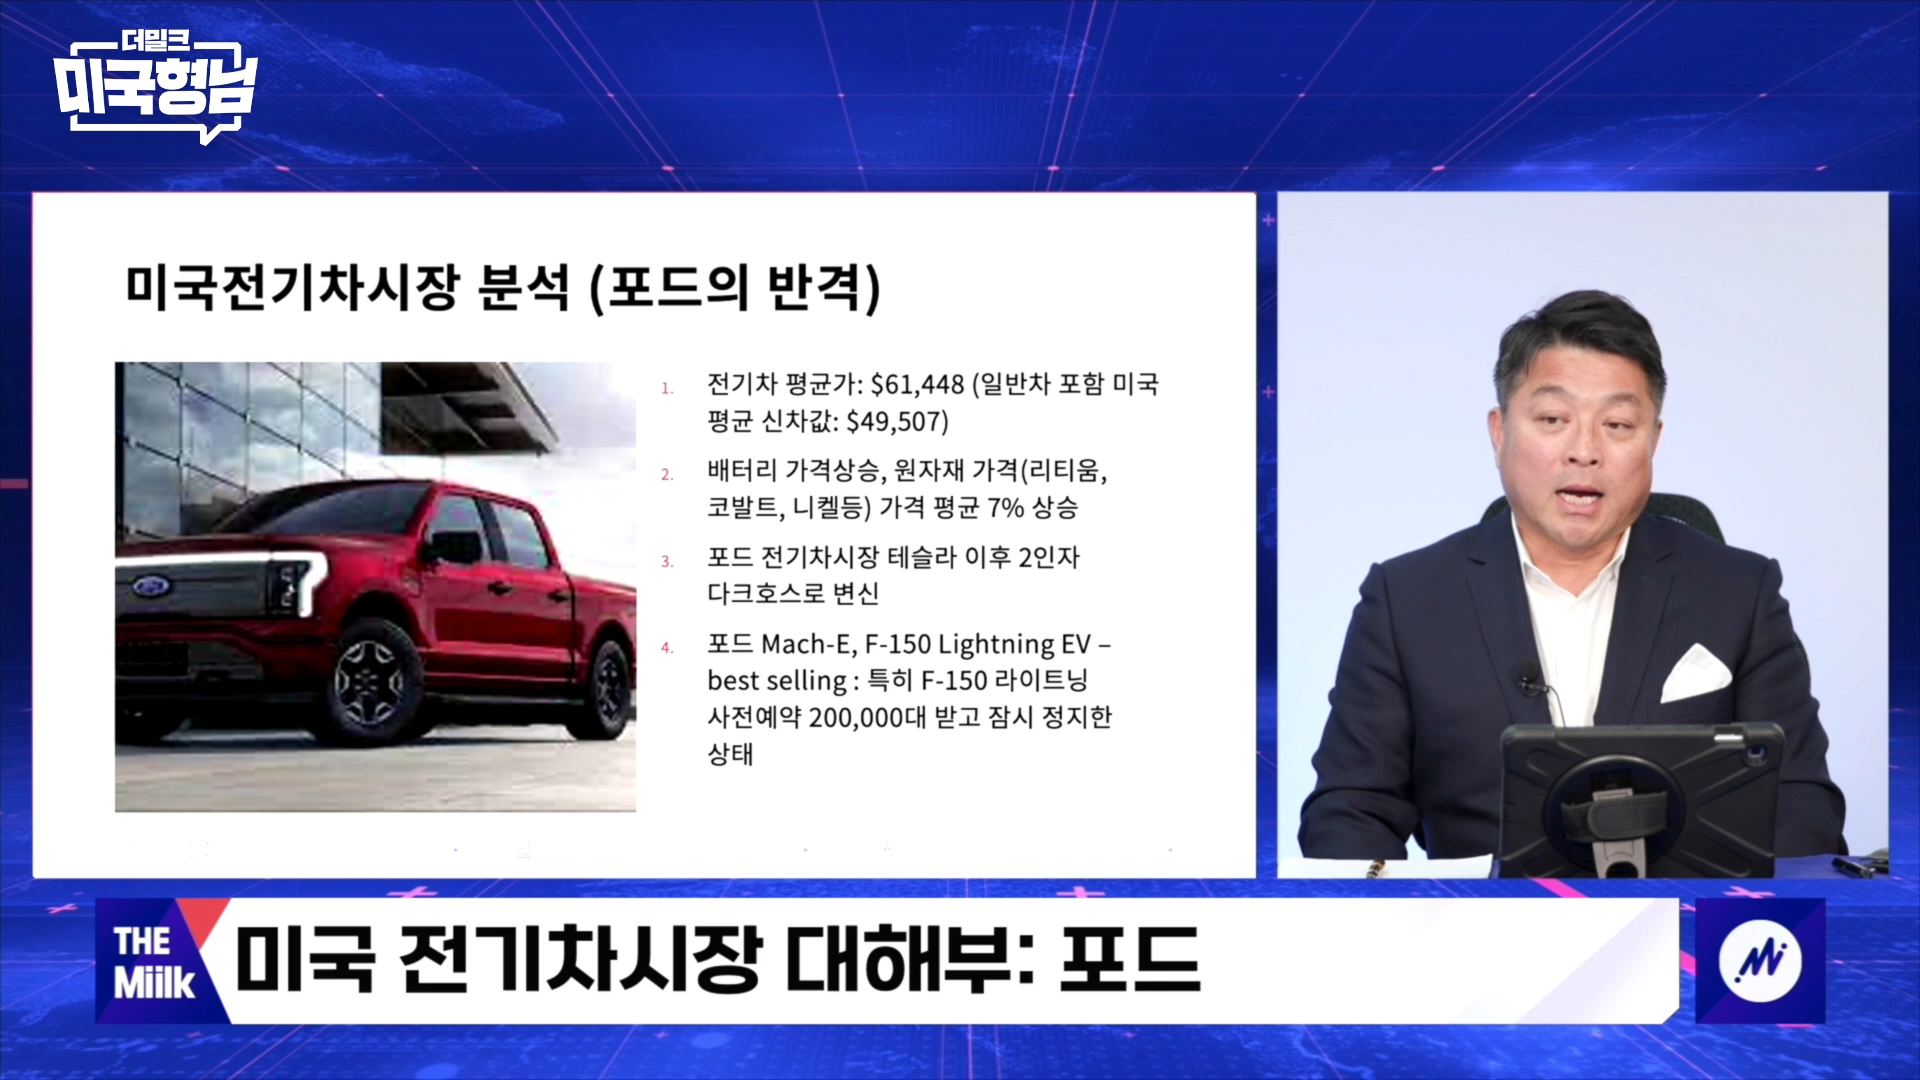 더밀크
미국형님
미국전기차시장 분석 (포드의 반격)
1. 전기차 평균가: $61,448 (일반차 포함 미국
평균 신차값: $49,507)
2. 배터리 가격상승, 원자재 가격(리티움,
코발트, 니켈등) 가격 평균 7% 상승
3. 포드 전기차시장 테슬라 이후 2인자
다크호스로 변신
4. 포드 Mach-E, F-150 Lightning EV –
best selling : 특히 F-150 라이트닝
사전예약 200,000대 받고 잠시 정지한
상태
Ford
THE
Miilk
미국 전기차시장 대해부: 포드